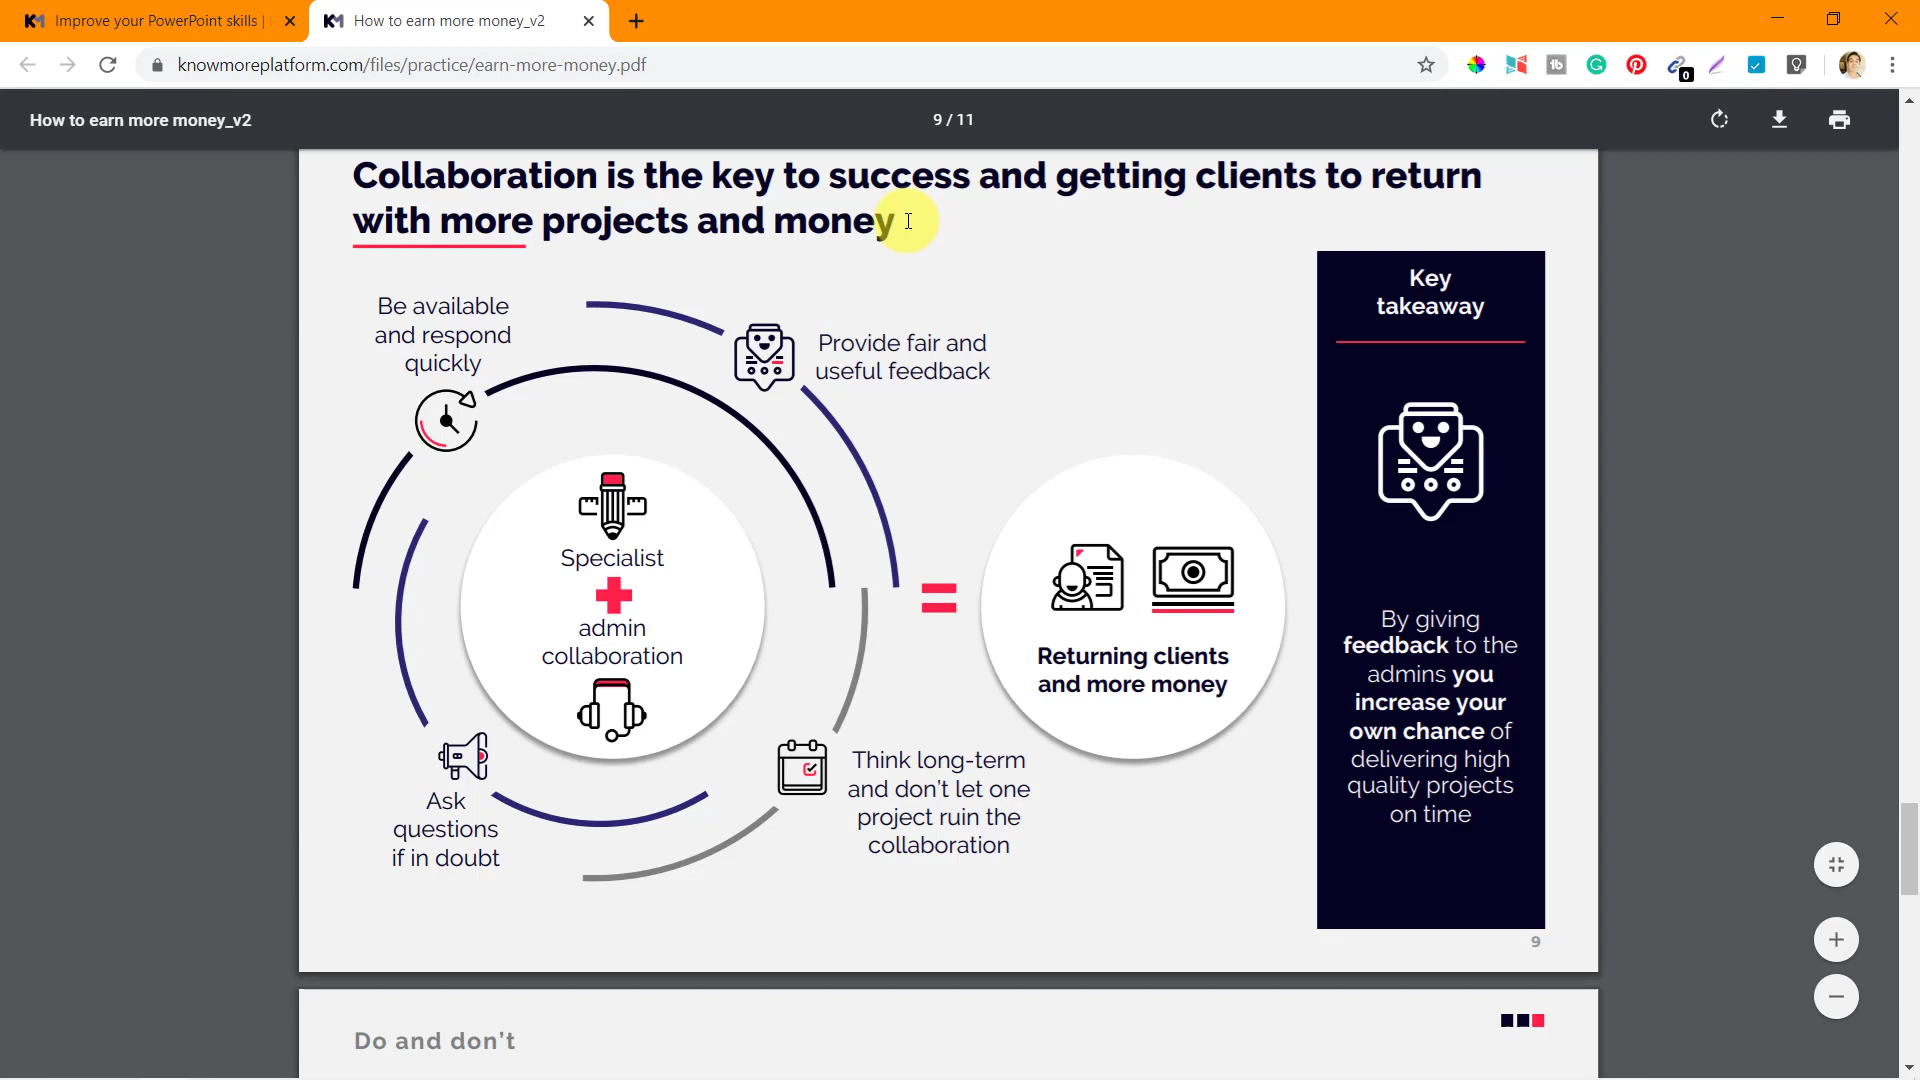 Improve your PowerPoint skills |
How to earn more money_v2
knowmoreplatform.com/files/practice/earn-more-money.pdf
0
How to earn more money_v2
9 / 11
Collaboration is the key to success and getting clients to return
with more projects and money
Be available
and respond
quickly
Provide fair and
useful feedback
Specialist
admin
collaboration
Ask
questions
if in doubt
Think long-term
and don't let one
project ruin the
collaboration
Returning clients
and more money
Key
takeaway
By giving
feedback to the
admins you
increase your
own chance of
delivering high
quality projects
on time
9
Do and don't